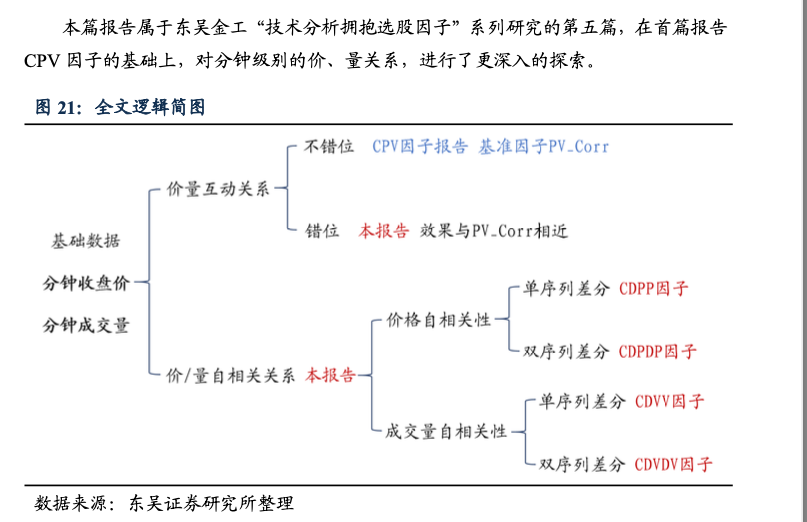 本篇报告属于东吴金工“技术分析拥抱选股因子”系列研究的第五篇，在首篇报告
CPV 因子的基础上，对分钟级别的价、量关系，进行了更深入的探索。
图 21：全文逻辑简图
不错位 CPV因子报告 基准因子PV_Corr
价量互动关系
错位 本报告 效果与PV_Corr相近
基础数据
分钟收盘价
分钟成交量
单序列差分 CDPP因子
价格自相关性
双序列差分 CDPDP因子
价/量自相关关系 本报告
单序列差分 CDVV因子
成交量自相关性
双序列差分 CDVDV因子
数据来源：东吴证券研究所整理